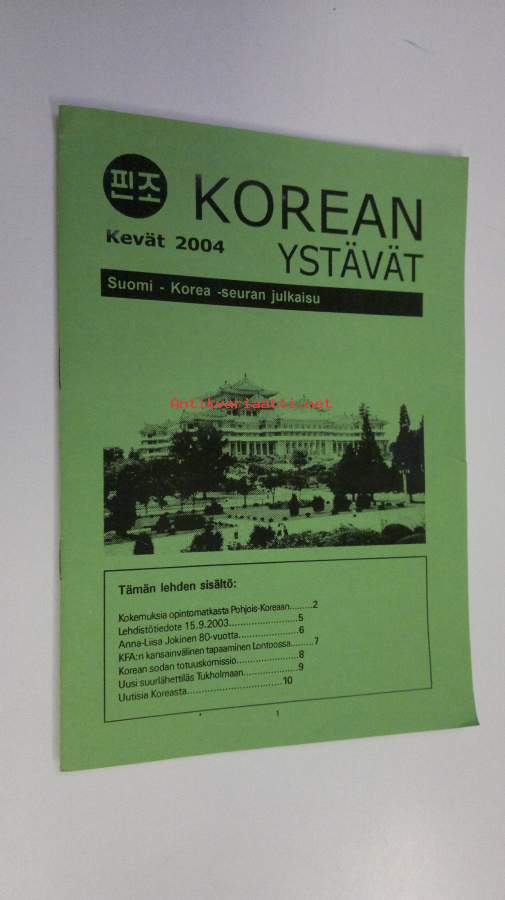 핀조
KOREAN
YSTÄVÄT
Kevät 2004
Suomi - Korea -seuran julkaisu
Antikvariaatti.net
Tämän lehden sisältö:
Kokemuksia opintomatkasta Pohjois-Koreaan.........2
Lehdistötiedote 15.9.2003.......................5
Anna-Liisa Jokinen 80-vuotta....................6
KFA:n kansainvälinen tapaaminen Lontoossa........7
Korean sodan totuuskomissio.....................8
Uusi suurlähettiläs Tukholmaan..................9
Uutisia Koreasta................................10
1